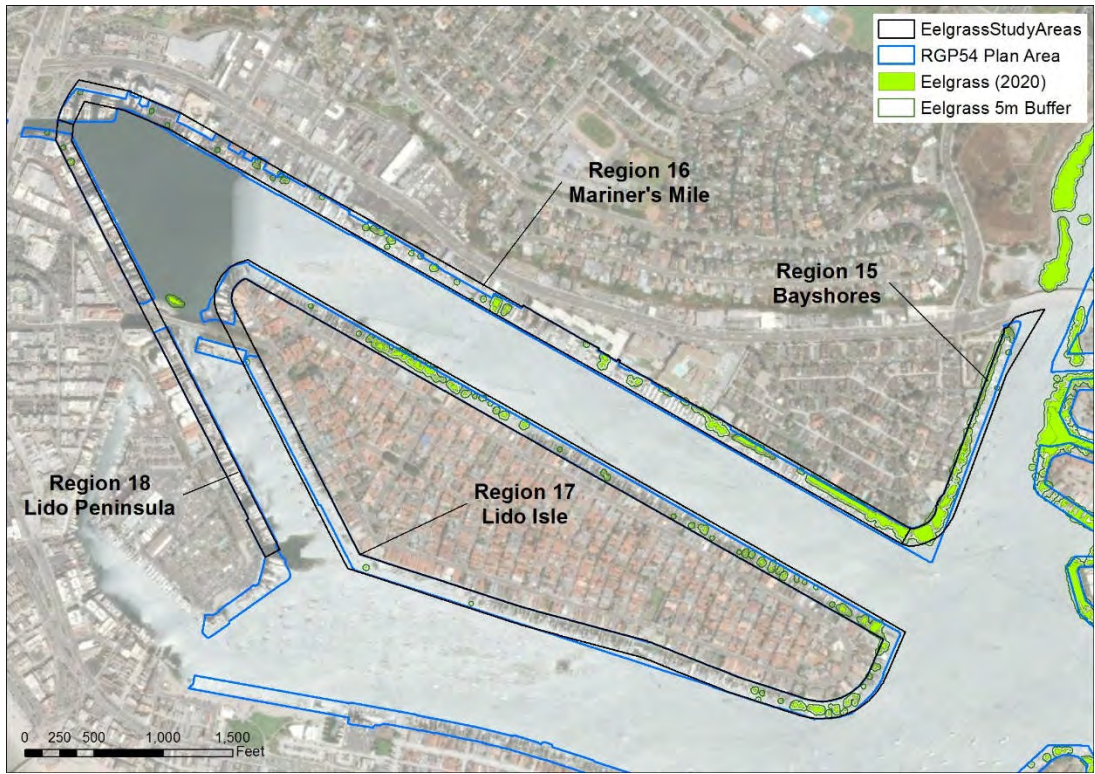 EelgrassStudyAreas
RGP54 Plan Area
Eelgrass (2020)
Eelgrass 5m Buffer
Region 16
Mariner's Mile
Region 15
Bayshores
Region 18
Lido Peninsula
Region 17
Lido Isle
0 250 500 1,000 1,500
Feet